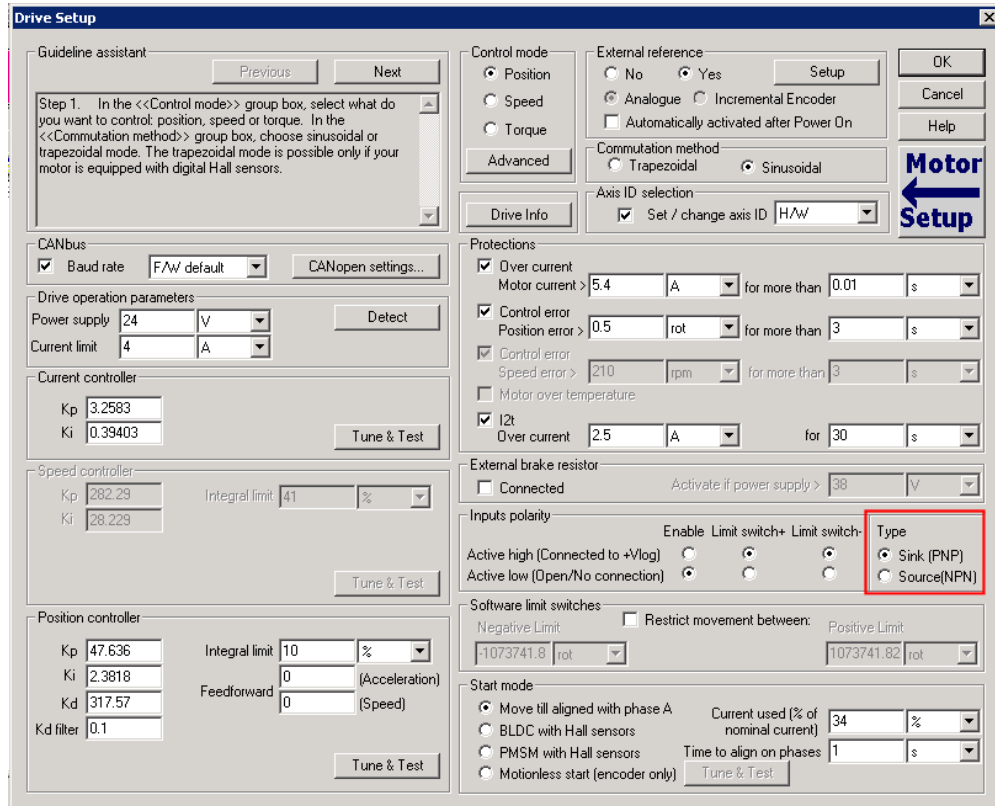 Drive Setup
Guideline assistant
Previous
Next
Step 1. In the <<Control mode>> group box, select what do
you want to control: position, speed or torque. In the
<<Commutation method>> group box, choose sinusoidal or
trapezoidal mode. The trapezoidal mode is possible only if your
motor is equipped with digital Hall sensors.
Control mode
Position
Speed
Torque
Advanced
External reference
No
Yes
Setup
Analogue
Incremental Encoder
Automatically activated after Power On
Commutation method
Trapezoidal
Sinusoidal
OK
Cancel
Help
Motor
Setup
Drive Info
Axis ID selection
Set / change axis ID
H/W
CANbus
Baud rate
F/W default
CANopen settings...
Drive operation parameters
Power supply
24
V
Detect
Current limit
4
A
Current controller
Kp
3.2583
Ki
0.39403
Tune & Test
Speed controller
Kp
282.29
Integral limit
41
%
Ki
28.229
Tune & Test
Position controller
Kp
47.636
Integral limit
10
%
Ki
2.3818
Feedforward
0
(Acceleration)
Kd
317.57
0
(Speed)
Kd filter
0.1
Tune & Test
Protections
Over current
Motor current >
5.4
A
for more than
0.01
s
Control error
Position error >
0.5
rot
for more than
3
s
Control error
Speed error >
210
rpm
for more than
3
s
Motor over temperature
I2t
Over current
2.5
A
for
30
s
External brake resistor
Connected
Activate if power supply >
38
V
Inputs polarity
Enable
Limit switch+
Limit switch-
Active high (Connected to +Vlog)
Active low (Open/No connection)
Type
Sink (PNP)
Source(NPN)
Software limit switches
Restrict movement between:
Negative Limit
-1073741.8
rot
Positive Limit
1073741.82
rot
Start mode
Move till aligned with phase A
BLDC with Hall sensors
PMSM with Hall sensors
Motionless start (encoder only)
Current used (% of
nominal current)
34
%
Time to align on phases
1
s
Tune & Test